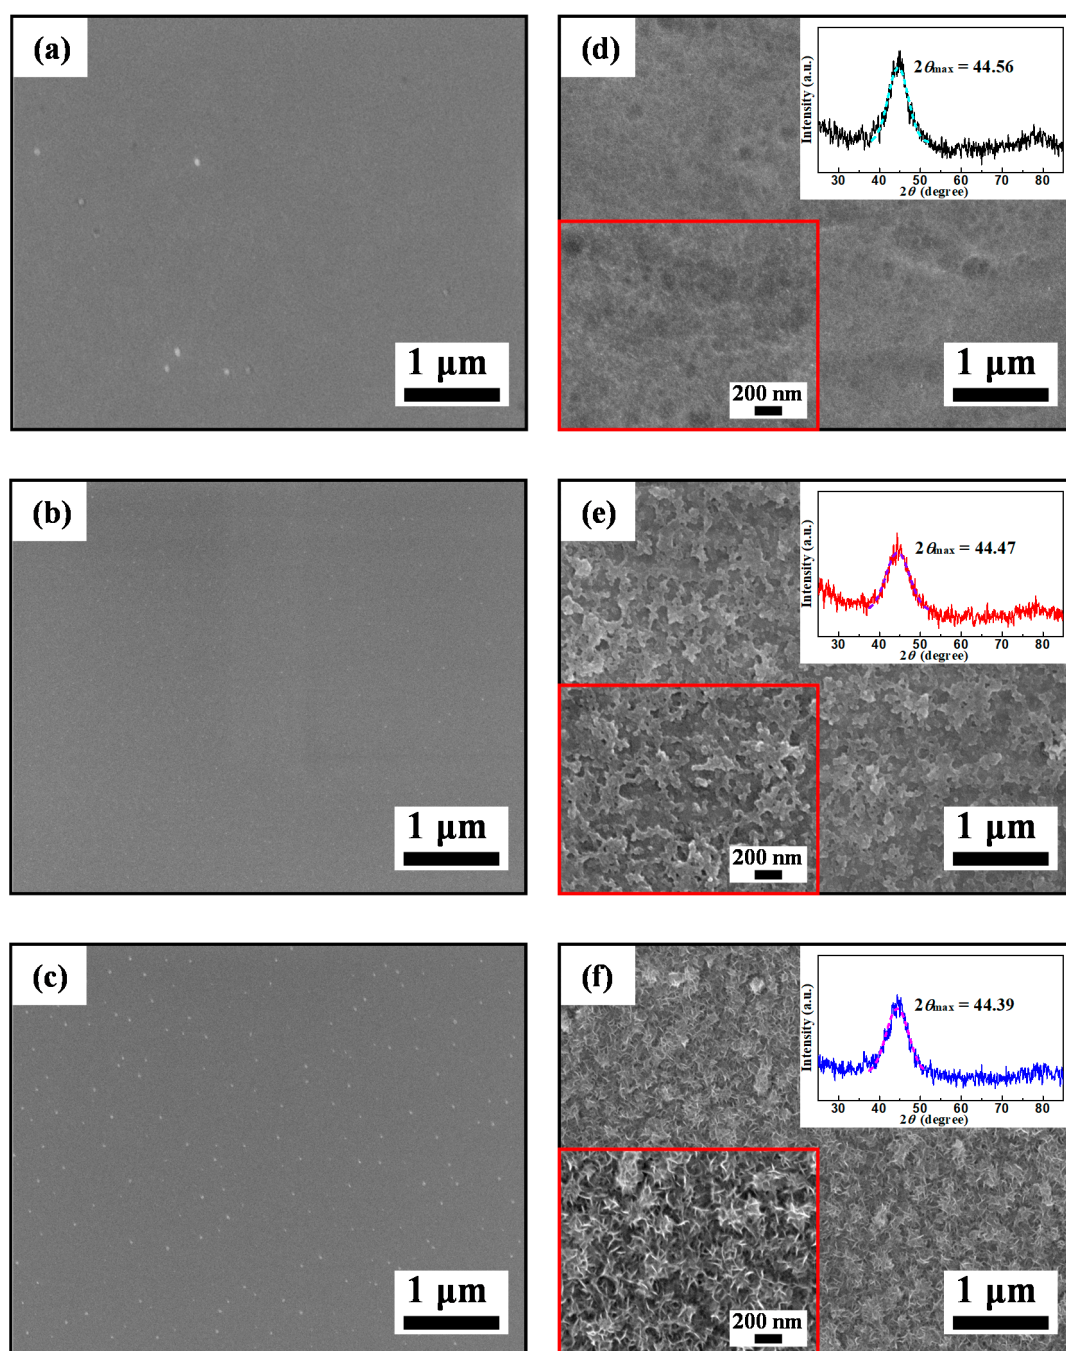 (a)
1 μm
(d)
2θmax = 44.56
Intensity (a.u.)
30 40 50 60 70 80
2θ (degree)
200 nm
1 μm
(b)
1 μm
(e)
2θmax = 44.47
Intensity (a.u.)
30 40 50 60 70 80
2θ (degree)
200 nm
1 μm
(c)
1 μm
(f)
2θmax = 44.39
Intensity (a.u.)
30 40 50 60 70 80
2θ (degree)
200 nm
1 μm